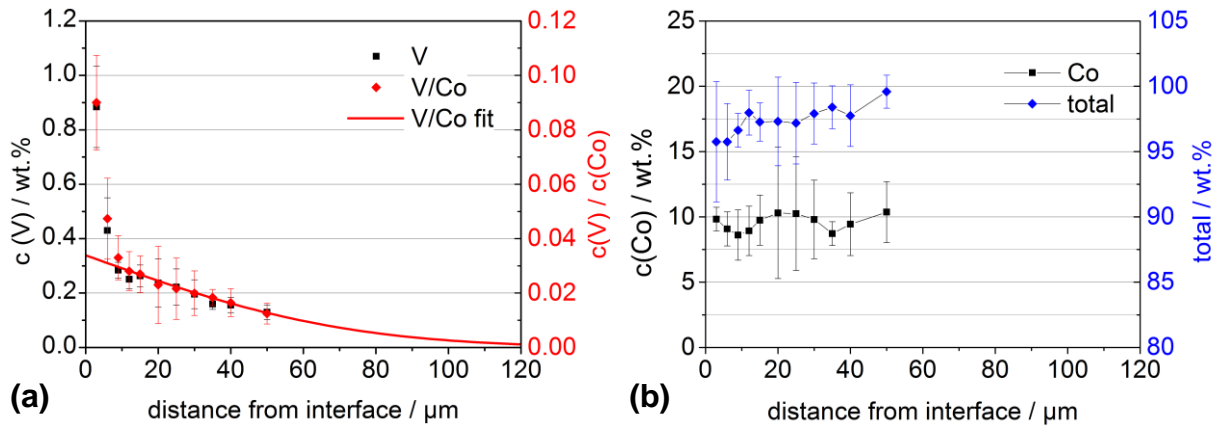 1.2
1.0
0.8
0.6
0.4
0.2
0.0
c (V) / wt.%
V
V/Co
V/Co fit
0.12
0.10
0.08
0.06
0.04
0.02
0.00
c(V) / c(Co)
0 20 40 60 80 100 120
distance from interface / µm
(a)
25
20
15
10
5
0
c(Co) / wt.%
Co
total
105
100
95
90
85
80
total / wt.%
0 20 40 60 80 100 120
distance from interface / µm
(b)